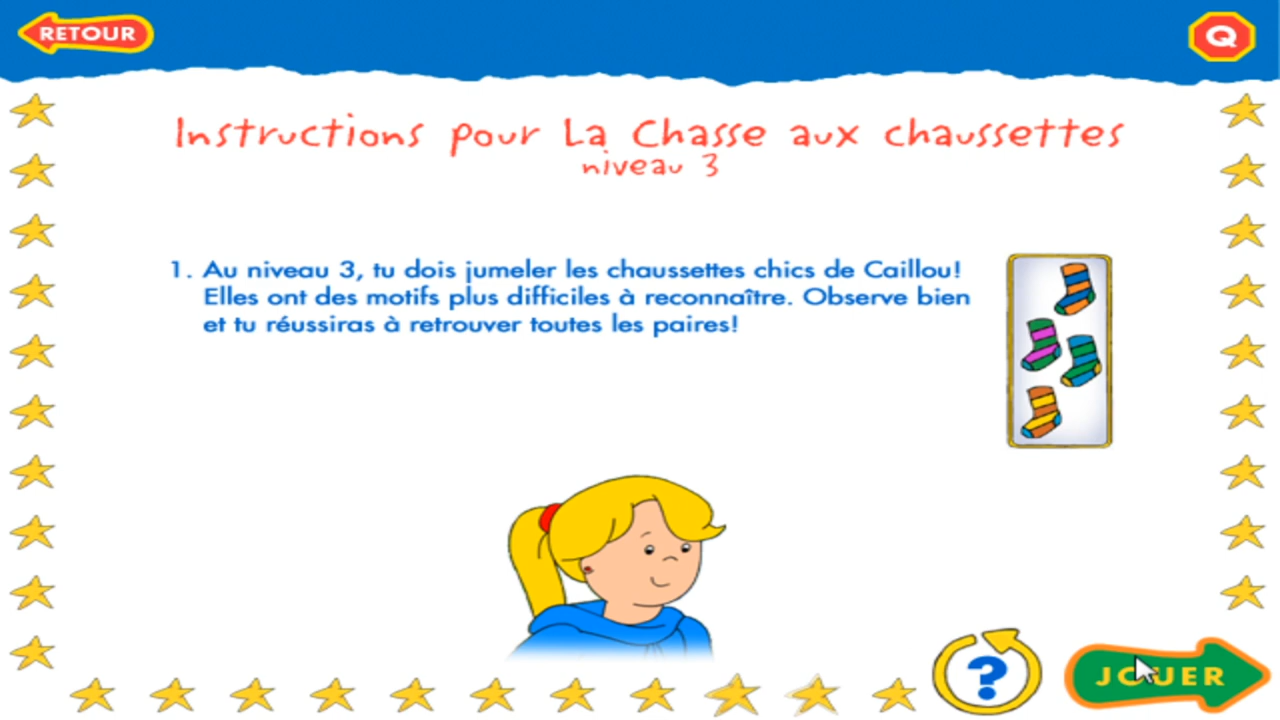 RETOUR
Q
Instructions pour La Chasse aux chaussettes
niveau 3
1. Au niveau 3, tu dois jumeler les chaussettes chics de Caillou!
Elles ont des motifs plus difficiles à reconnaître. Observe bien
et tu réussiras à retrouver toutes les paires!
?
JOUER